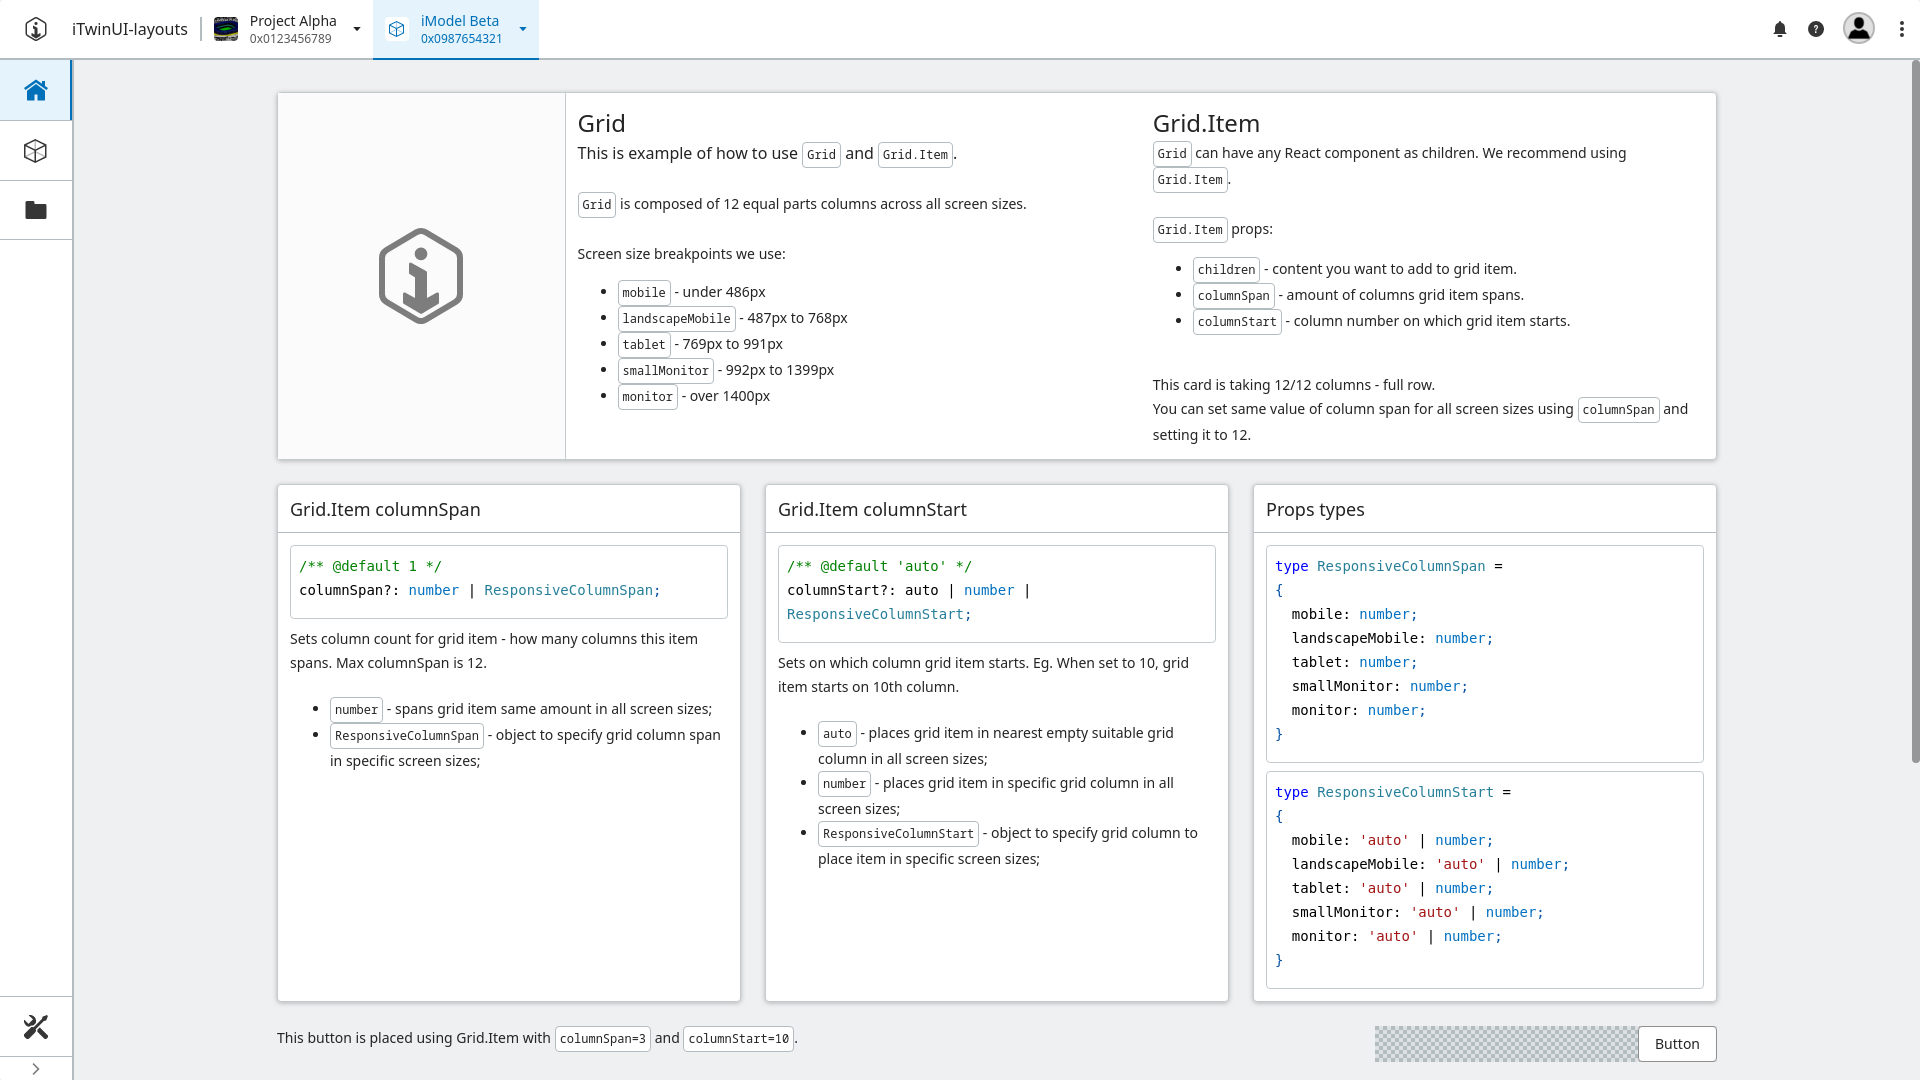 iTwinUI-layouts
Project Alpha
0x0123456789
iModel Beta
0x0987654321
Grid
This is example of how to use Grid and Grid.Item.
Grid is composed of 12 equal parts columns across all screen sizes.
Screen size breakpoints we use:
mobile - under 486px
landscapeMobile - 487px to 768px
tablet - 769px to 991px
smallMonitor - 992px to 1399px
monitor - over 1400px
Grid.Item
Grid can have any React component as children. We recommend using
Grid.Item.
Grid.Item props:
children - content you want to add to grid item.
columnSpan - amount of columns grid item spans.
columnStart - column number on which grid item starts.
This card is taking 12/12 columns - full row.
You can set same value of column span for all screen sizes using columnSpan and
setting it to 12.
Grid.Item columnSpan
/** @default 1 */
columnSpan?: number | ResponsiveColumnSpan;
Sets column count for grid item - how many columns this item
spans. Max columnSpan is 12.
number - spans grid item same amount in all screen sizes;
ResponsiveColumnSpan - object to specify grid column span
in specific screen sizes;
Grid.Item columnStart
/** @default 'auto' */
columnStart?: auto | number |
ResponsiveColumnStart;
Sets on which column grid item starts. Eg. When set to 10, grid
item starts on 10th column.
auto - places grid item in nearest empty suitable grid
column in all screen sizes;
number - places grid item in specific grid column in all
screen sizes;
ResponsiveColumnStart - object to specify grid column to
place item in specific screen sizes;
Props types
type ResponsiveColumnSpan =
{
mobile: number;
landscapeMobile: number;
tablet: number;
smallMonitor: number;
monitor: number;
}
type ResponsiveColumnStart =
{
mobile: 'auto' | number;
landscapeMobile: 'auto' | number;
tablet: 'auto' | number;
smallMonitor: 'auto' | number;
monitor: 'auto' | number;
}
This button is placed using Grid.Item with columnSpan=3 and columnStart=10.
Button